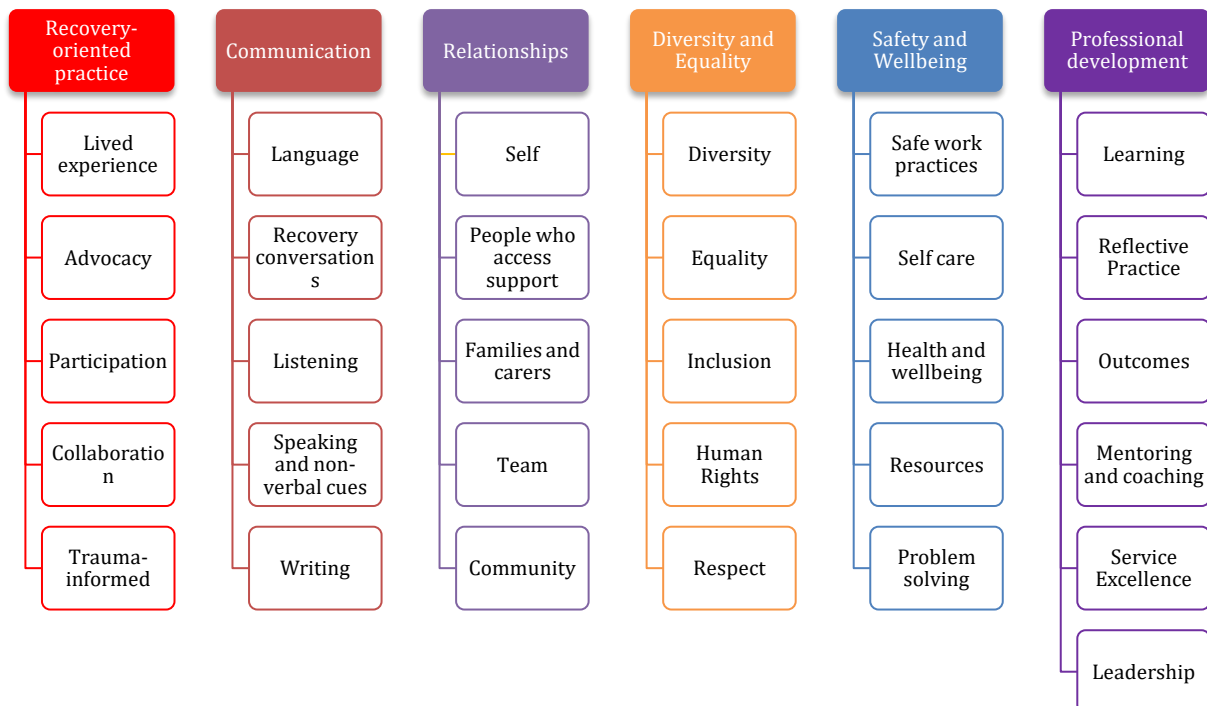 Recovery-
oriented
practice
Lived
experience
Advocacy
Participation
Collaboratio
n
Trauma-
informed
Communication
Language
Recovery
conversation
s
Listening
Speaking
and non-
verbal cues
Writing
Relationships
Self
People who
access
support
Families and
carers
Team
Community
Diversity and
Equality
Diversity
Equality
Inclusion
Human
Rights
Respect
Safety and
Wellbeing
Safe work
practices
Self care
Health and
wellbeing
Resources
Problem
solving
Professional
development
Learning
Reflective
Practice
Outcomes
Mentoring
and coaching
Service
Excellence
Leadership